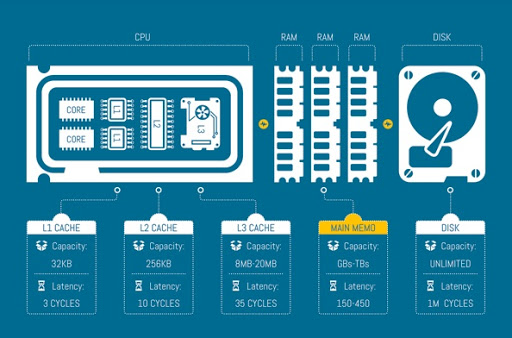 CPU
RAM
RAM
RAM
DISK
CORE
L1
L2
L3
CORE
L1
L1 CACHE
Capacity:
32KB
Latency:
3 CYCLES
L2 CACHE
Capacity:
256KB
Latency:
10 CYCLES
L3 CACHE
Capacity:
8MB-20MB
Latency:
35 CYCLES
MAIN MEMO
Capacity:
GBs-TBs
Latency:
150-450
DISK
Capacity:
UNLIMITED
Latency:
1M CYCLES